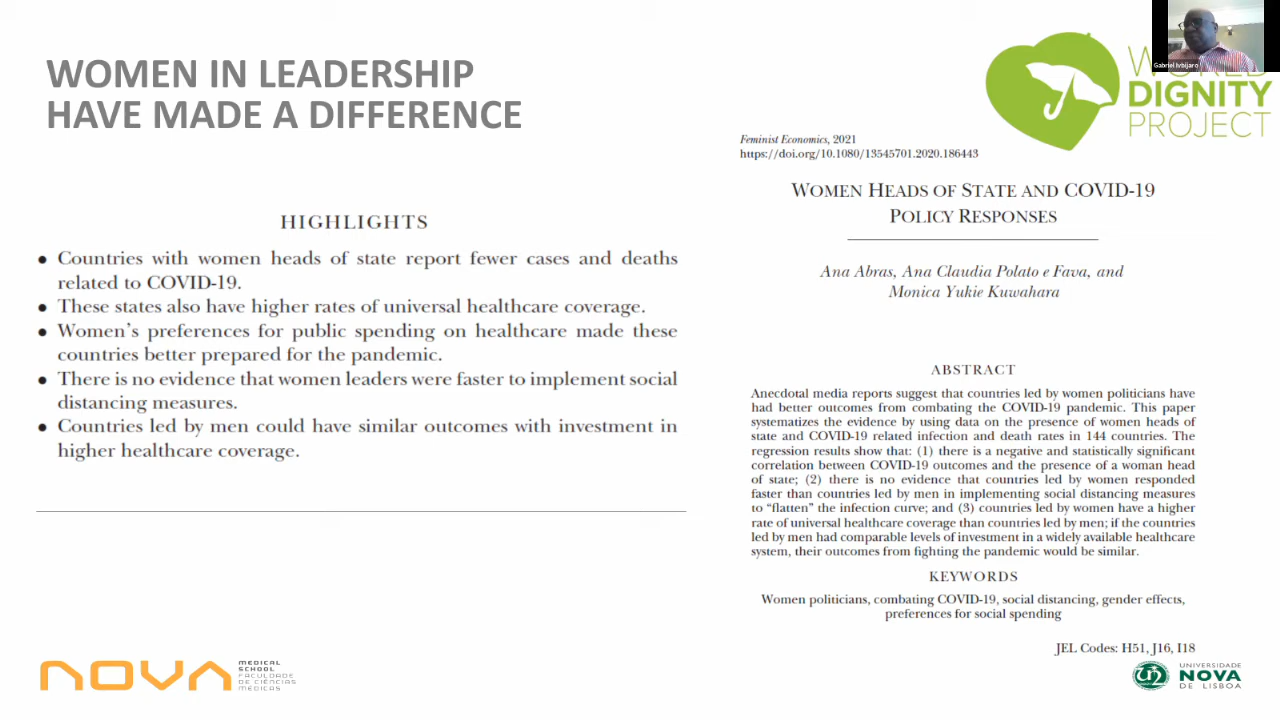 WOMEN IN LEADERSHIP
HAVE MADE A DIFFERENCE
HIGHLIGHTS
● Countries with women heads of state report fewer cases and deaths
related to COVID-19.
● These states also have higher rates of universal healthcare coverage.
● Women's preferences for public spending on healthcare made these
countries better prepared for the pandemic.
● There is no evidence that women leaders were faster to implement social
distancing measures.
● Countries led by men could have similar outcomes with investment in
higher healthcare coverage.
NOVA
MEDICAL
SCHOOL
FACULDADE
DE CIÊNCIAS
MÉDICAS
Gabriel Ivbijaro
DIGNITY
PROJECT
Feminist Economics, 2021
https://doi.org/10.1080/13545701.2020.186443
WOMEN HEADS OF STATE AND COVID-19
POLICY RESPONSES
Ana Abras, Ana Claudia Polato e Fava, and
Monica Yukie Kuwahara
ABSTRACT
Anecdotal media reports suggest that countries led by women politicians have
had better outcomes from combating the COVID-19 pandemic. This paper
systematizes the evidence by using data on the presence of women heads of
state and COVID-19 related infection and death rates in 144 countries. The
regression results show that: (1) there is a negative and statistically significant
correlation between COVID-19 outcomes and the presence of a woman head
of state; (2) there is no evidence that countries led by women responded
faster than countries led by men in implementing social distancing measures
to “flatten” the infection curve; and (3) countries led by women have a higher
rate of universal healthcare coverage than countries led by men; if the countries
led by men had comparable levels of investment in a widely available healthcare
system, their outcomes from fighting the pandemic would be similar.
KEYWORDS
Women politicians, combating COVID-19, social distancing, gender effects,
preferences for social spending
JEL Codes: H51, J16, I18
UNIVERSIDADE
NOVA
DE LISBOA